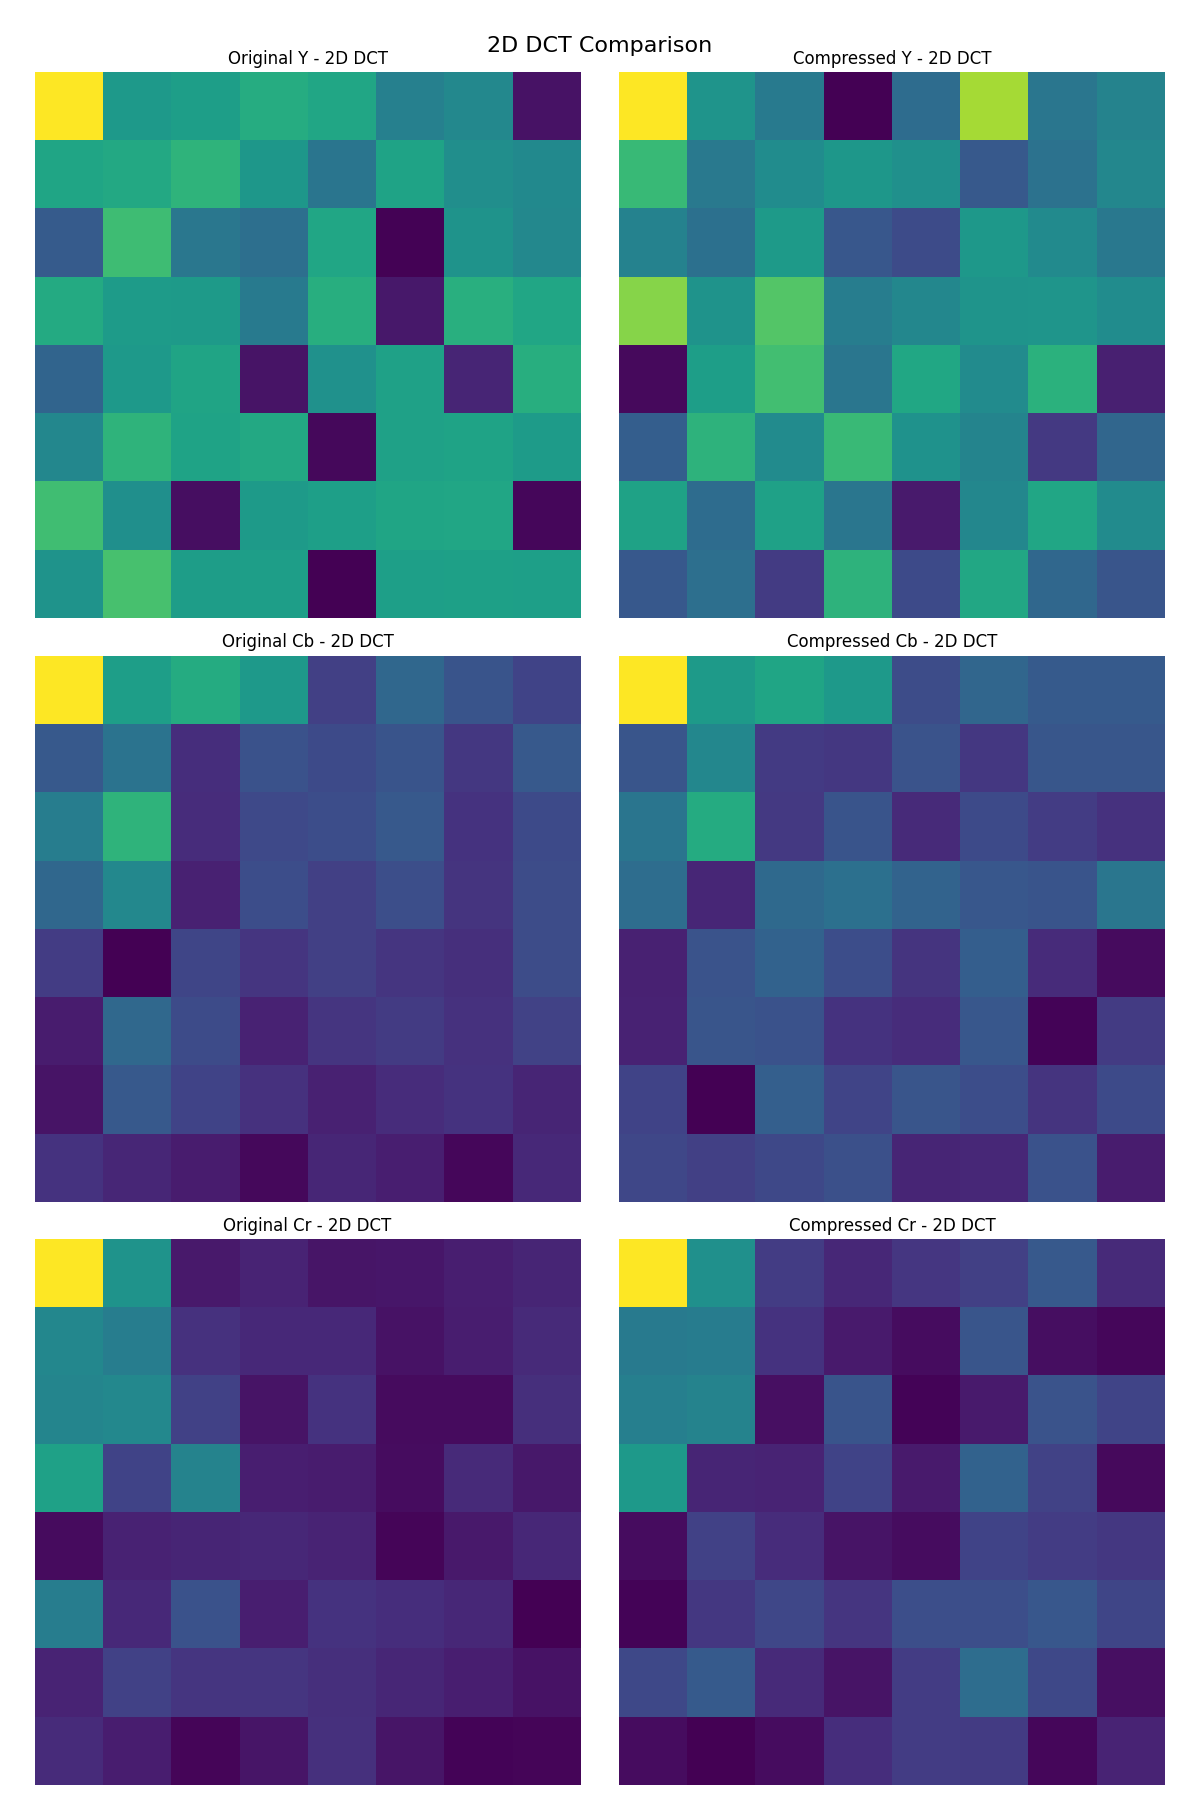 2D DCT Comparison
Original Y - 2D DCT
Compressed Y - 2D DCT
Original Cb - 2D DCT
Compressed Cb - 2D DCT
Original Cr - 2D DCT
Compressed Cr - 2D DCT